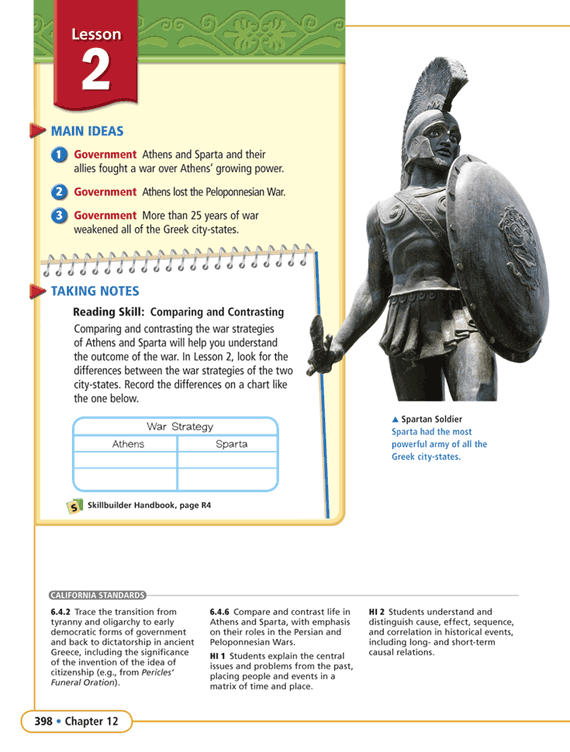 Lesson
2
MAIN IDEAS
1 Government Athens and Sparta and their
allies fought a war over Athens' growing power.
2 Government Athens lost the Peloponnesian War.
3 Government More than 25 years of war
weakened all of the Greek city-states.
TAKING NOTES
Reading Skill: Comparing and Contrasting
Comparing and contrasting the war strategies
of Athens and Sparta will help you understand
the outcome of the war. In Lesson 2, look for the
differences between the war strategies of the two
city-states. Record the differences on a chart like
the one below.
War Strategy
Athens Sparta
S Skillbuilder Handbook, page R4
▲ Spartan Soldier
Sparta had the most
powerful army of all the
Greek city-states.
CALIFORNIA STANDARDS
6.4.2 Trace the transition from
tyranny and oligarchy to early
democratic forms of government
and back to dictatorship in ancient
Greece, including the significance
of the invention of the idea of
citizenship (e.g., from Pericles'
Funeral Oration).
6.4.6 Compare and contrast life in
Athens and Sparta, with emphasis
on their roles in the Persian and
Peloponnesian Wars.
HI 1 Students explain the central
issues and problems from the past,
placing people and events in a
matrix of time and place.
HI 2 Students understand and
distinguish cause, effect, sequence,
and correlation in historical events,
including long- and short-term
causal relations.
398 • Chapter 12